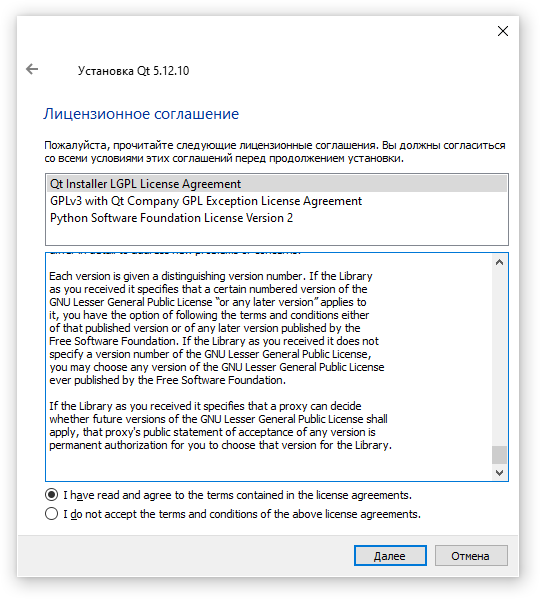 Установка Qt 5.12.10
Лицензионное соглашение
Пожалуйста, прочитайте следующие лицензионные соглашения. Вы должны согласиться
со всеми условиями этих соглашений перед продолжением установки.
Qt Installer LGPL License Agreement
GPLv3 with Qt Company GPL Exception License Agreement
Python Software Foundation License Version 2
differ in detail to address new problems or concerns.
Each version is given a distinguishing version number. If the Library
as you received it specifies that a certain numbered version of the
GNU Lesser General Public License “or any later version” applies to
it, you have the option of following the terms and conditions either
of that published version or of any later version published by the
Free Software Foundation. If the Library as you received it does not
specify a version number of the GNU Lesser General Public License,
you may choose any version of the GNU Lesser General Public License
ever published by the Free Software Foundation.
If the Library as you received it specifies that a proxy can decide
whether future versions of the GNU Lesser General Public License shall
apply, that proxy's public statement of acceptance of any version is
permanent authorization for you to choose that version for the Library.
I have read and agree to the terms contained in the license agreements.
I do not accept the terms and conditions of the above license agreements.
Далее
Отмена